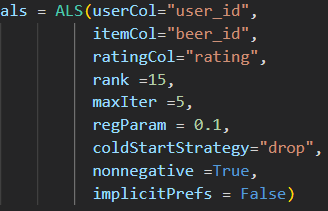 als = ALS(userCol="user_id",
itemCol="beer_id",
ratingCol="rating",
rank =15,
maxIter =5,
regParam = 0.1,
coldStartStrategy="drop",
nonnegative =True,
implicitPrefs = False)